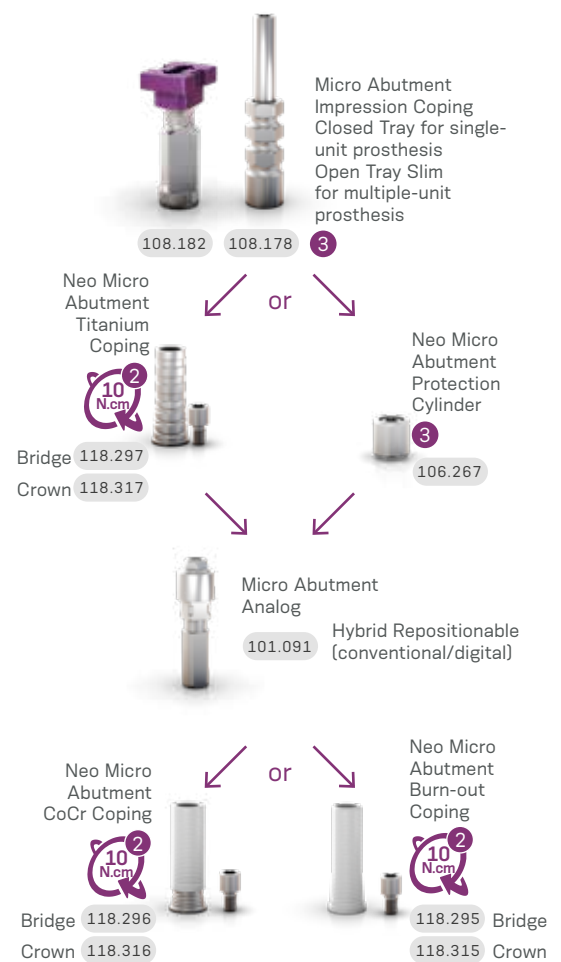 Micro Abutment
Impression Coping
Closed Tray for single-
unit prosthesis
Open Tray Slim
for multiple-unit
prosthesis
108.182 108.178 3
or
Neo Micro
Abutment
Titanium
Coping
2
10
N.cm
Bridge 118.297
Crown 118.317
Neo Micro
Abutment
Protection
Cylinder
3
106.267
Micro Abutment
Analog
101.091
Hybrid Repositionable
(conventional/digital)
or
Neo Micro
Abutment
CoCr Coping
2
10
N.cm
Bridge 118.296
Crown 118.316
Neo Micro
Abutment
Burn-out
Coping
2
10
N.cm
118.295 Bridge
118.315 Crown